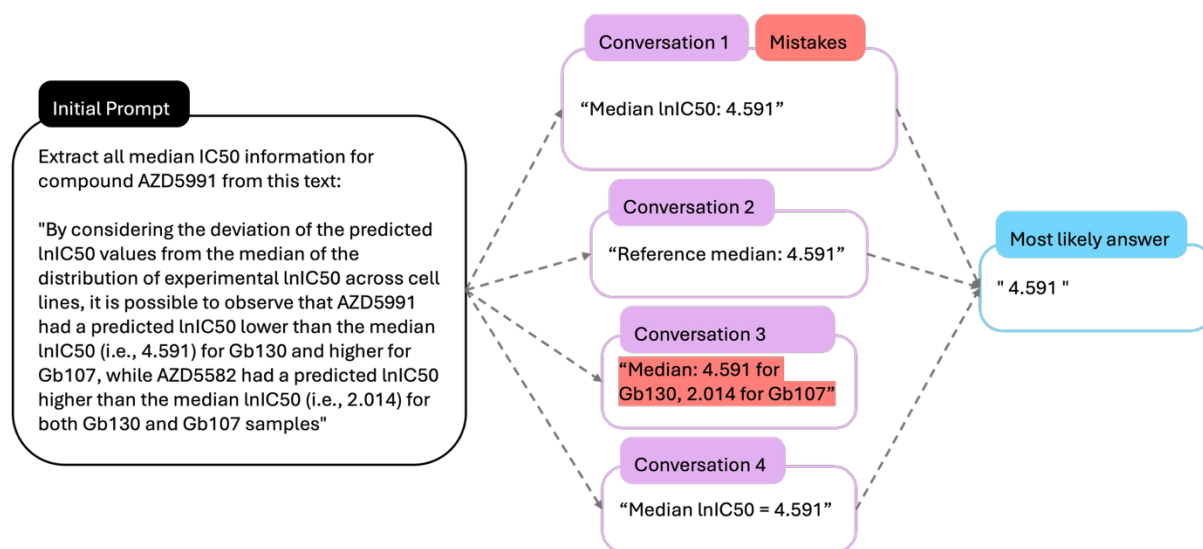 Initial Prompt
Extract all median IC50 information for
compound AZD5991 from this text:
"By considering the deviation of the predicted
lnIC50 values from the median of the
distribution of experimental lnIC50 across cell
lines, it is possible to observe that AZD5991
had a predicted lnIC50 lower than the median
lnIC50 (i.e., 4.591) for Gb130 and higher for
Gb107, while AZD5582 had a predicted lnIC50
higher than the median lnIC50 (i.e., 2.014) for
both Gb130 and Gb107 samples"
Conversation 1
Mistakes
“Median lnIC50: 4.591”
Conversation 2
“Reference median: 4.591”
Conversation 3
“Median: 4.591 for
Gb130, 2.014 for Gb107”
Conversation 4
“Median lnIC50 = 4.591”
Most likely answer
" 4.591 "